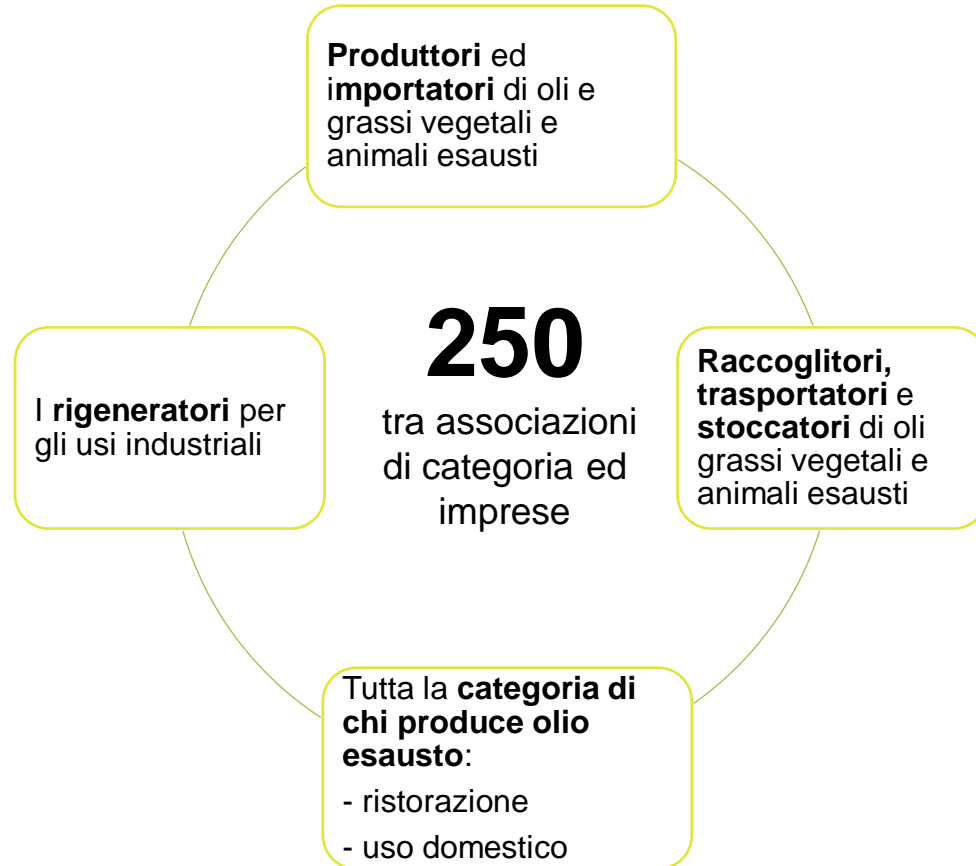 Produttori ed
importatori di oli e
grassi vegetali e
animali esausti
250
tra associazioni
di categoria ed
imprese
I rigeneratori per
gli usi industriali
Raccoglitori,
trasportatori e
stoccatori di oli
grassi vegetali e
animali esausti
Tutta la categoria di
chi produce olio
esausto:
- ristorazione
- uso domestico